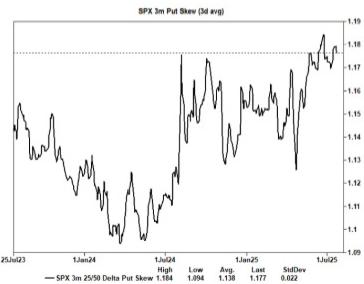 SPX 3m Put Skew (3d avg)
1.19
1.18
1.17
1.16
1.15
1.14
1.13
1.12
1.11
1.1
1.09
25Jul23 1Jan24 1Jul24 1Jan25 1Jul25
High Low Avg. Last StdDev
SPX 3m 25/50 Delta Put Skew 1.184 1.094 1.138 1.177 0.022